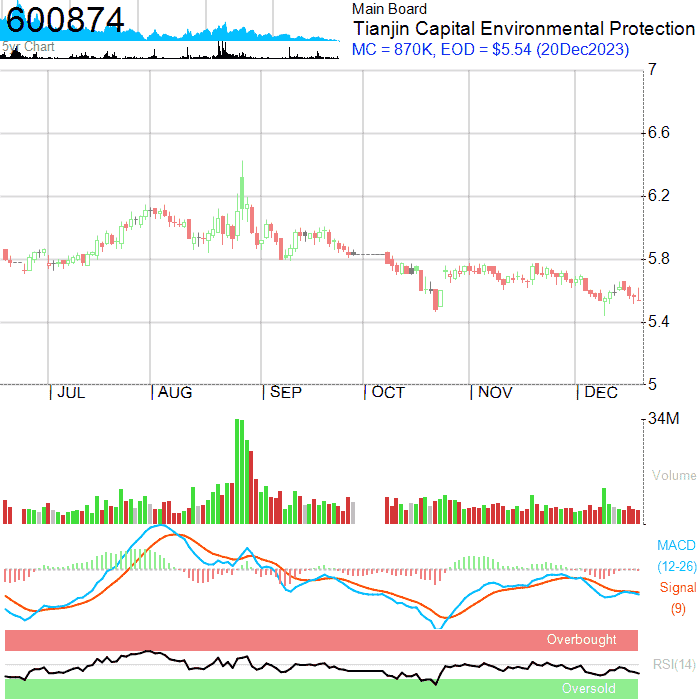 600874
5yr Chart
Main Board
Tianjin Capital Environmental Protection
MC = 870K, EOD = $5.54 (20Dec2023)
7
6.6
6.2
5.8
5.4
5
JUL AUG SEP OCT NOV DEC
34M
Volume
MACD
(12-26)
Signal
(9)
Overbought
RSI(14)
Oversold